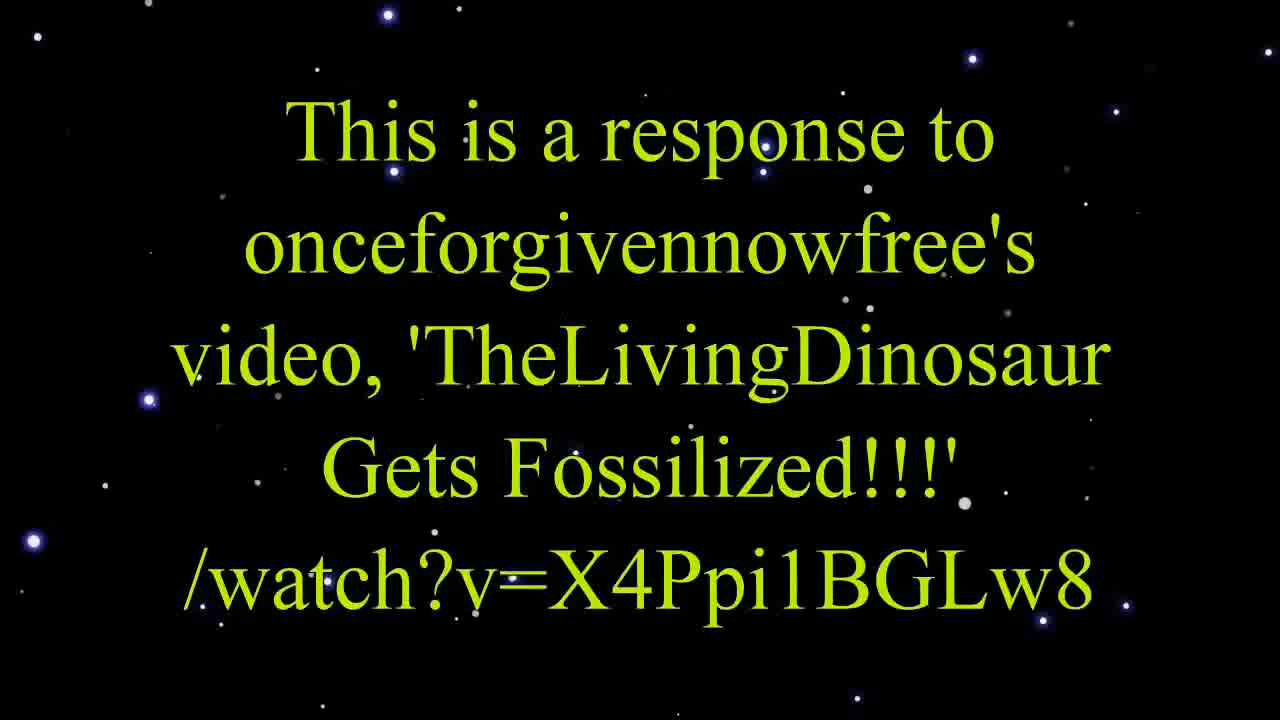 This is a response to
onceforgivennowfree's
video, 'TheLivingDinosaur
Gets Fossilized!!!'
/watch?v=X4Ppi1BGLw8